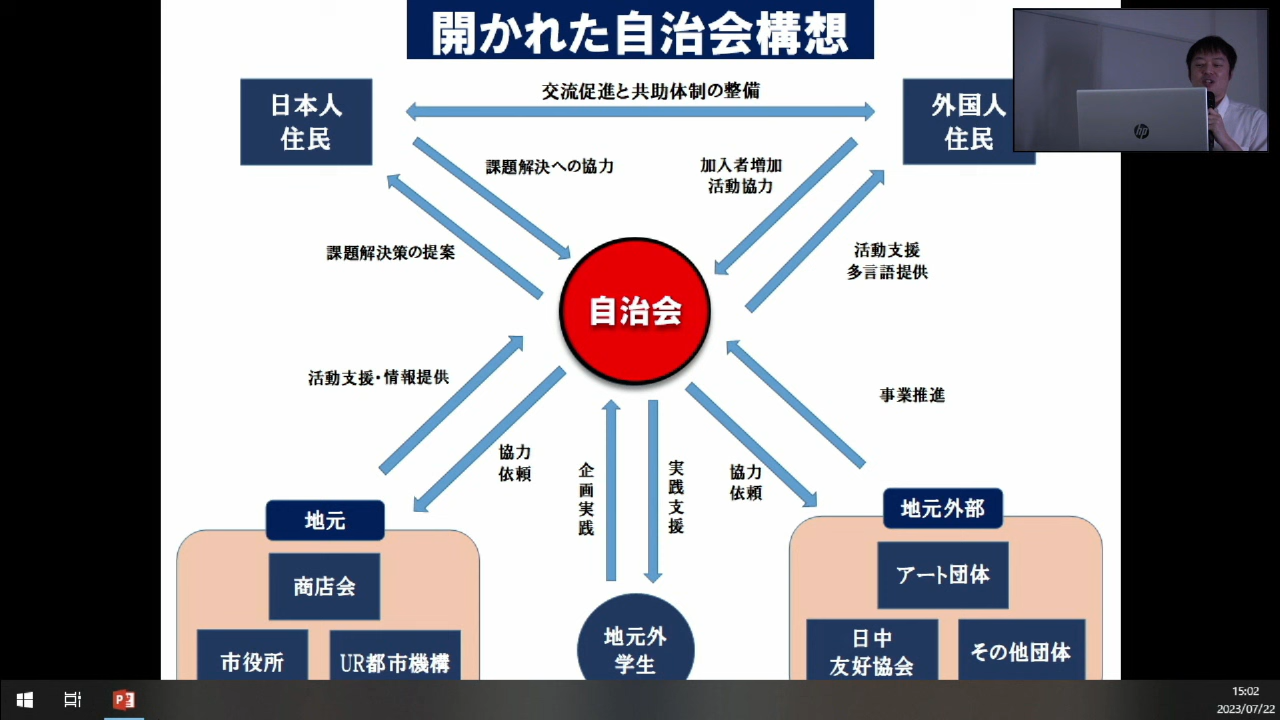 開かれた自治会構想
交流促進と共助体制の整備
日本人
住民
外国人
住民
課題解決への協力
加入者増加
活動協力
課題解決策の提案
活動支援
多言語提供
自治会
活動支援・情報提供
事業推進
協力
依頼
企画実践
実践支援
協力
依頼
地元
地元外部
商店会
アート団体
市役所
UR都市機構
地元外
学生
日中
友好協会
その他団体
hp
P
15:02
2023/07/22